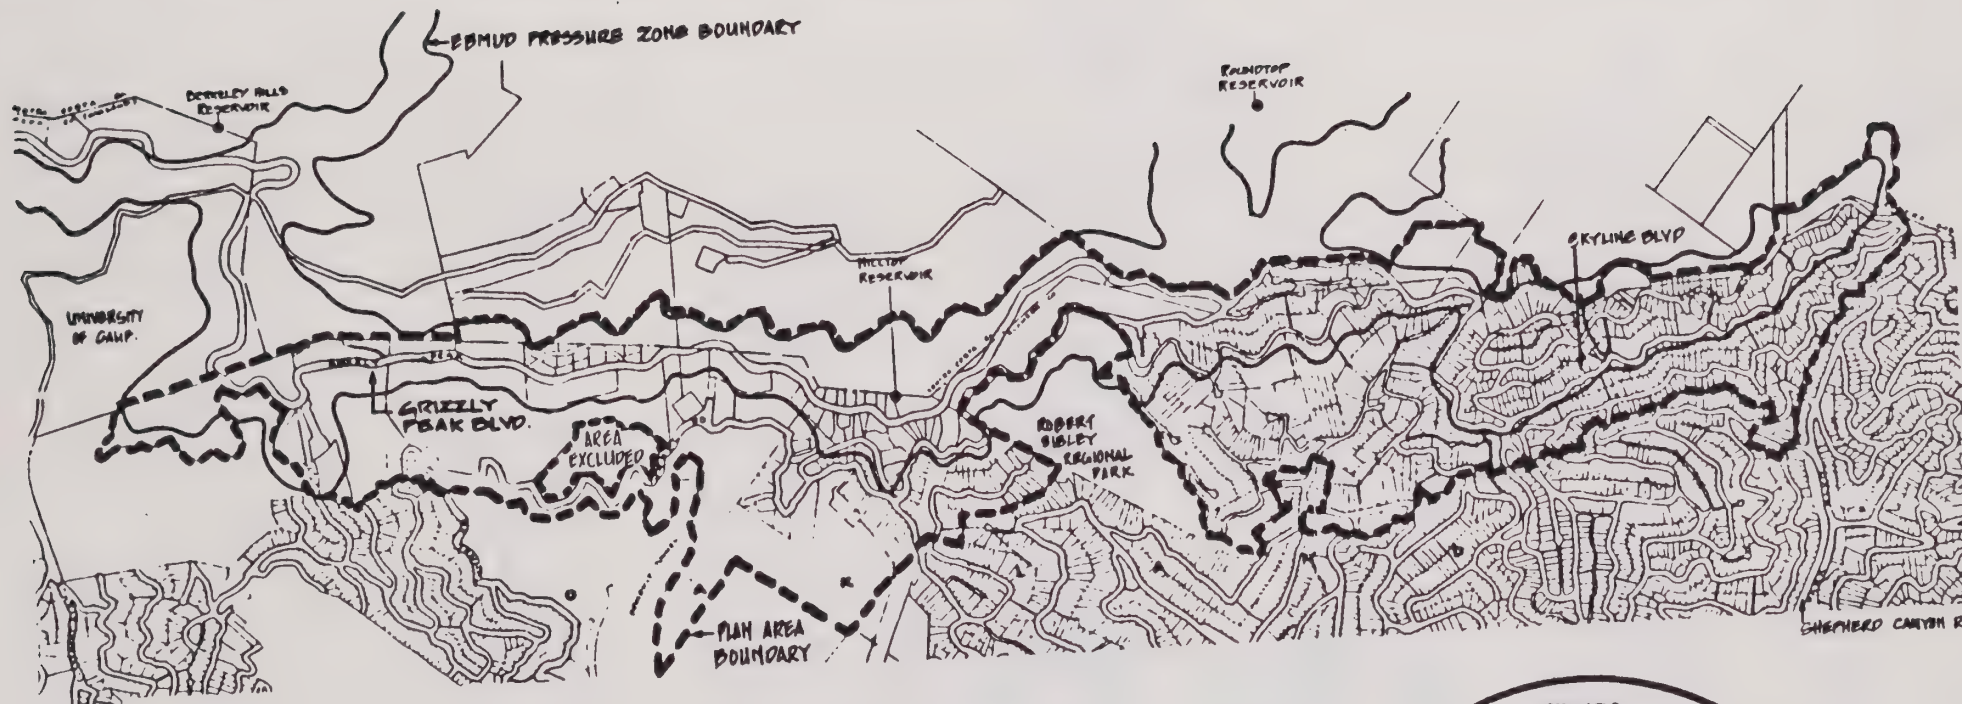 EBMUD PRESSURE ZONE BOUNDARY
BERKELEY HILLS
RESERVOIR
ROUNDTOP
RESERVOIR
SKYLINE BLVD
HILLTOP
RESERVOIR
UNIVERSITY
OF CALIF.
GRIZZLY
PEAK BLVD.
AREA
EXCLUDED
ROBERT
SIBLEY
REGIONAL
PARK
PLAN AREA
BOUNDARY
SHEPHERD CANYON R